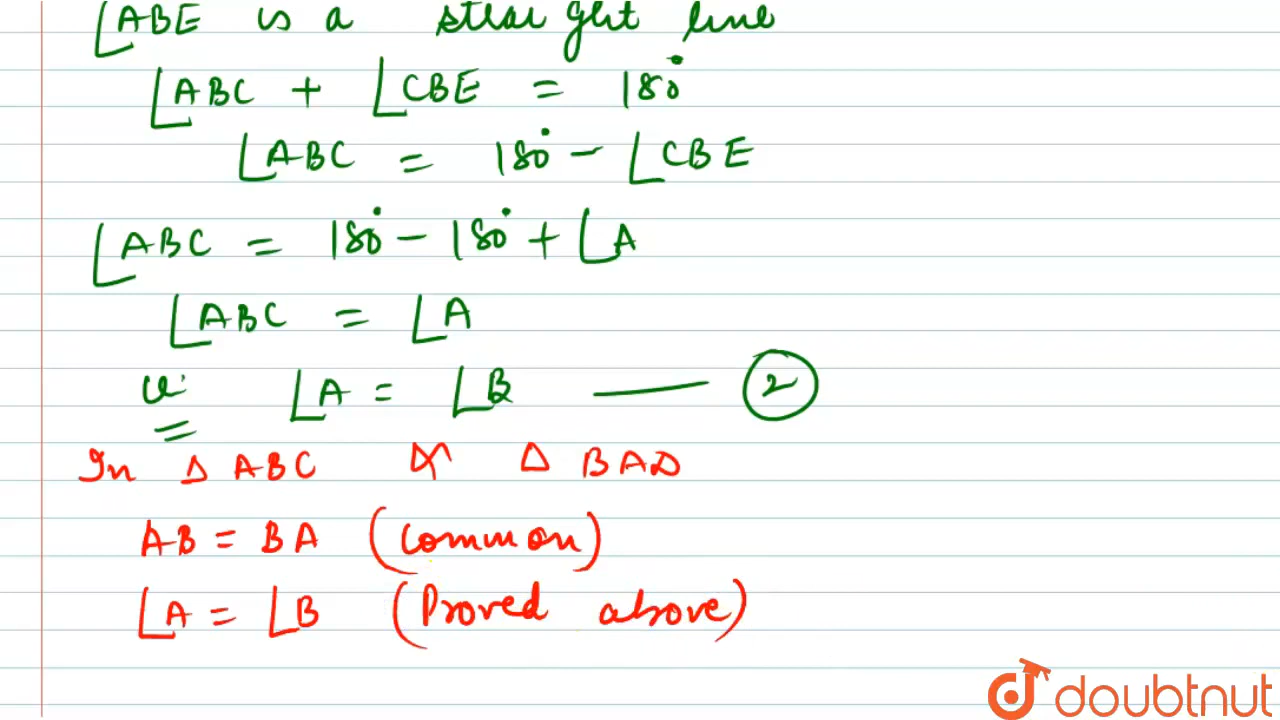 ∠ABE is a straight line
∠ABC + ∠CBE = 180°
∠ABC = 180° - ∠CBE
∠ABC = 180° - 180° + ∠A
∠ABC = ∠A
∠A = ∠B —— ②
In Δ ABC & Δ BAD
AB = BA (common)
∠A = ∠B (Proved above)
doubtnut